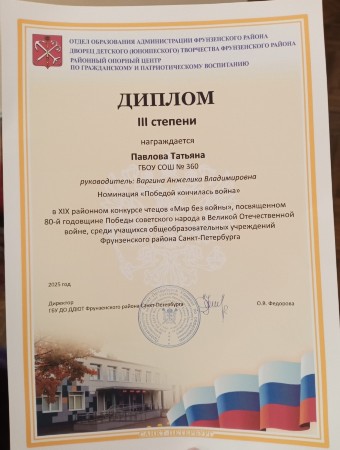 ОТДЕЛ ОБРАЗОВАНИЯ АДМИНИСТРАЦИИ ФРУНЗЕНСКОГО РАЙОНА
ДВОРЕЦ ДЕТСКОГО (ЮНОШЕСКОГО) ТВОРЧЕСТВА ФРУНЗЕНСКОГО РАЙОНА
РАЙОННЫЙ ОПОРНЫЙ ЦЕНТР
ПО ГРАЖДАНСКОМУ И ПАТРИОТИЧЕСКОМУ ВОСПИТАНИЮ
ДИПЛОМ
III степени
награждается
Павлова Татьяна
ГБОУ СОШ № 360
руководитель: Варгина Анжелика Владимировна
Номинация «Победой кончилась война»
в XIX районном конкурсе чтецов «Мир без войны», посвященном
80-й годовщине Победы советского народа в Великой Отечественной
войне, среди учащихся общеобразовательных учреждений
Фрунзенского района Санкт-Петербурга
2025 год
Директор
ГБУ ДО ДДЮТ Фрунзенского района Санкт-Петербурга
О.В. Федорова
САНКТ-ПЕТЕРБУРГ